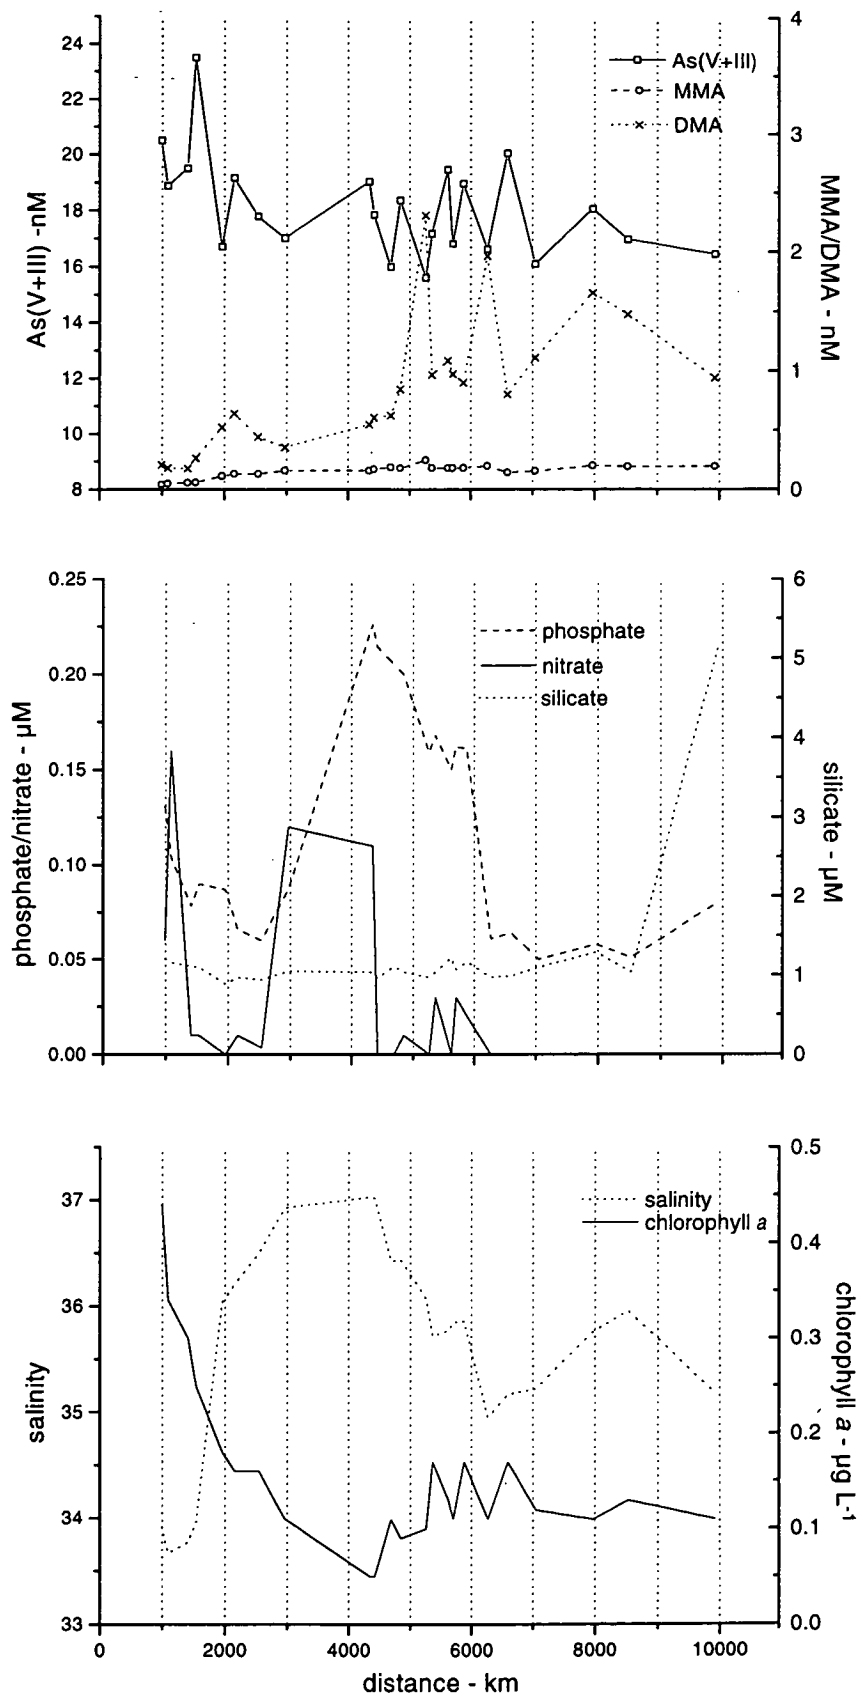 24
22
20
18
16
14
12
10
8
As(V+III) -nM
4
3
2
1
0
MMA/DMA - nM
As(V+III)
MMA
DMA
0.25
0.20
0.15
0.10
0.05
0.00
phosphate/nitrate - μM
6
5
4
3
2
1
0
silicate - μM
phosphate
nitrate
silicate
37
36
35
34
33
salinity
0.5
0.4
0.3
0.2
0.1
0.0
chlorophyll a - μg L-1
salinity
chlorophyll a
0 2000 4000 6000 8000 10000
distance - km